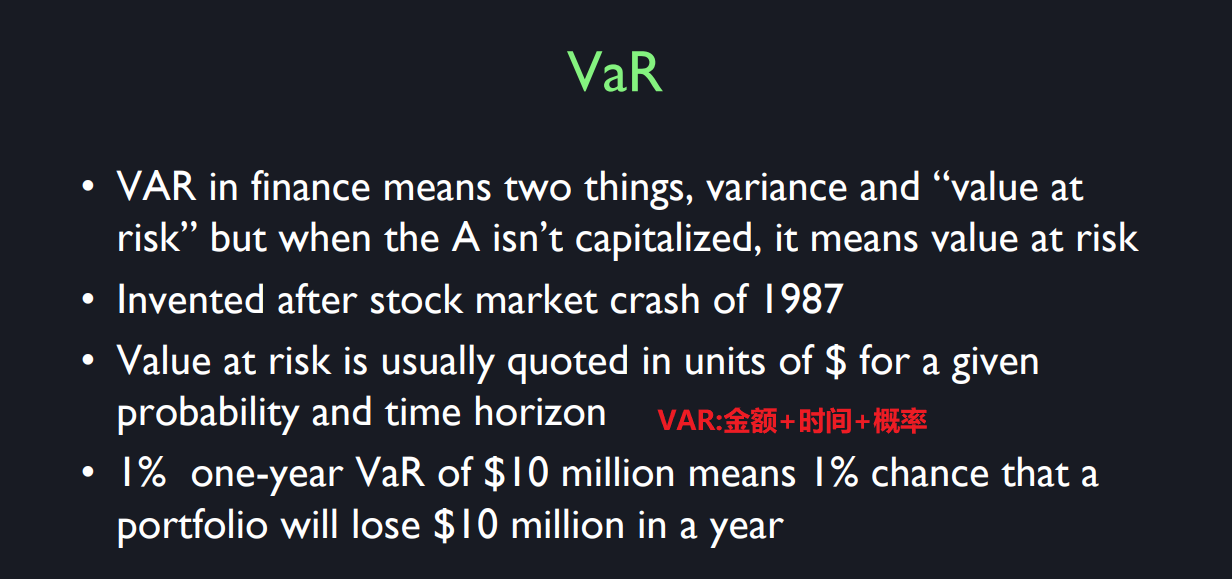 VaR
• VAR in finance means two things, variance and “value at
risk” but when the A isn’t capitalized, it means value at risk
• Invented after stock market crash of 1987
• Value at risk is usually quoted in units of $ for a given
probability and time horizon VAR:金额+时间+概率
• 1%  one-year VaR of $10 million means 1% chance that a
portfolio will lose $10 million in a year